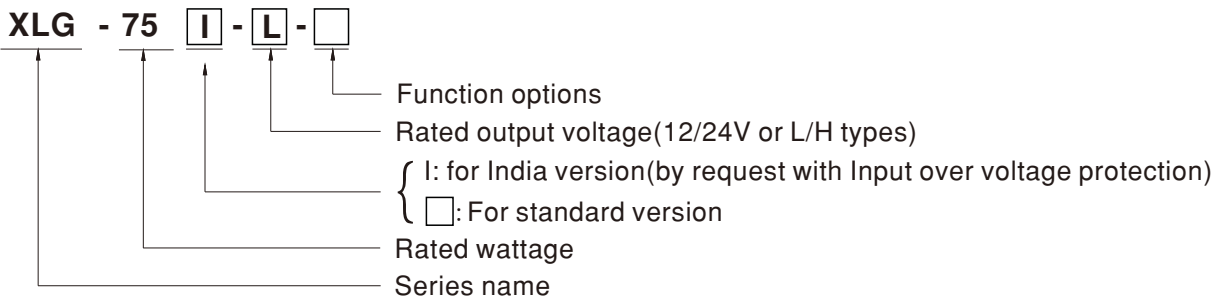 XLG - 75 I - L - □
Function options
Rated output voltage(12/24V or L/H types)
I: for India version(by request with Input over voltage protection)
□: For standard version
Rated wattage
Series name